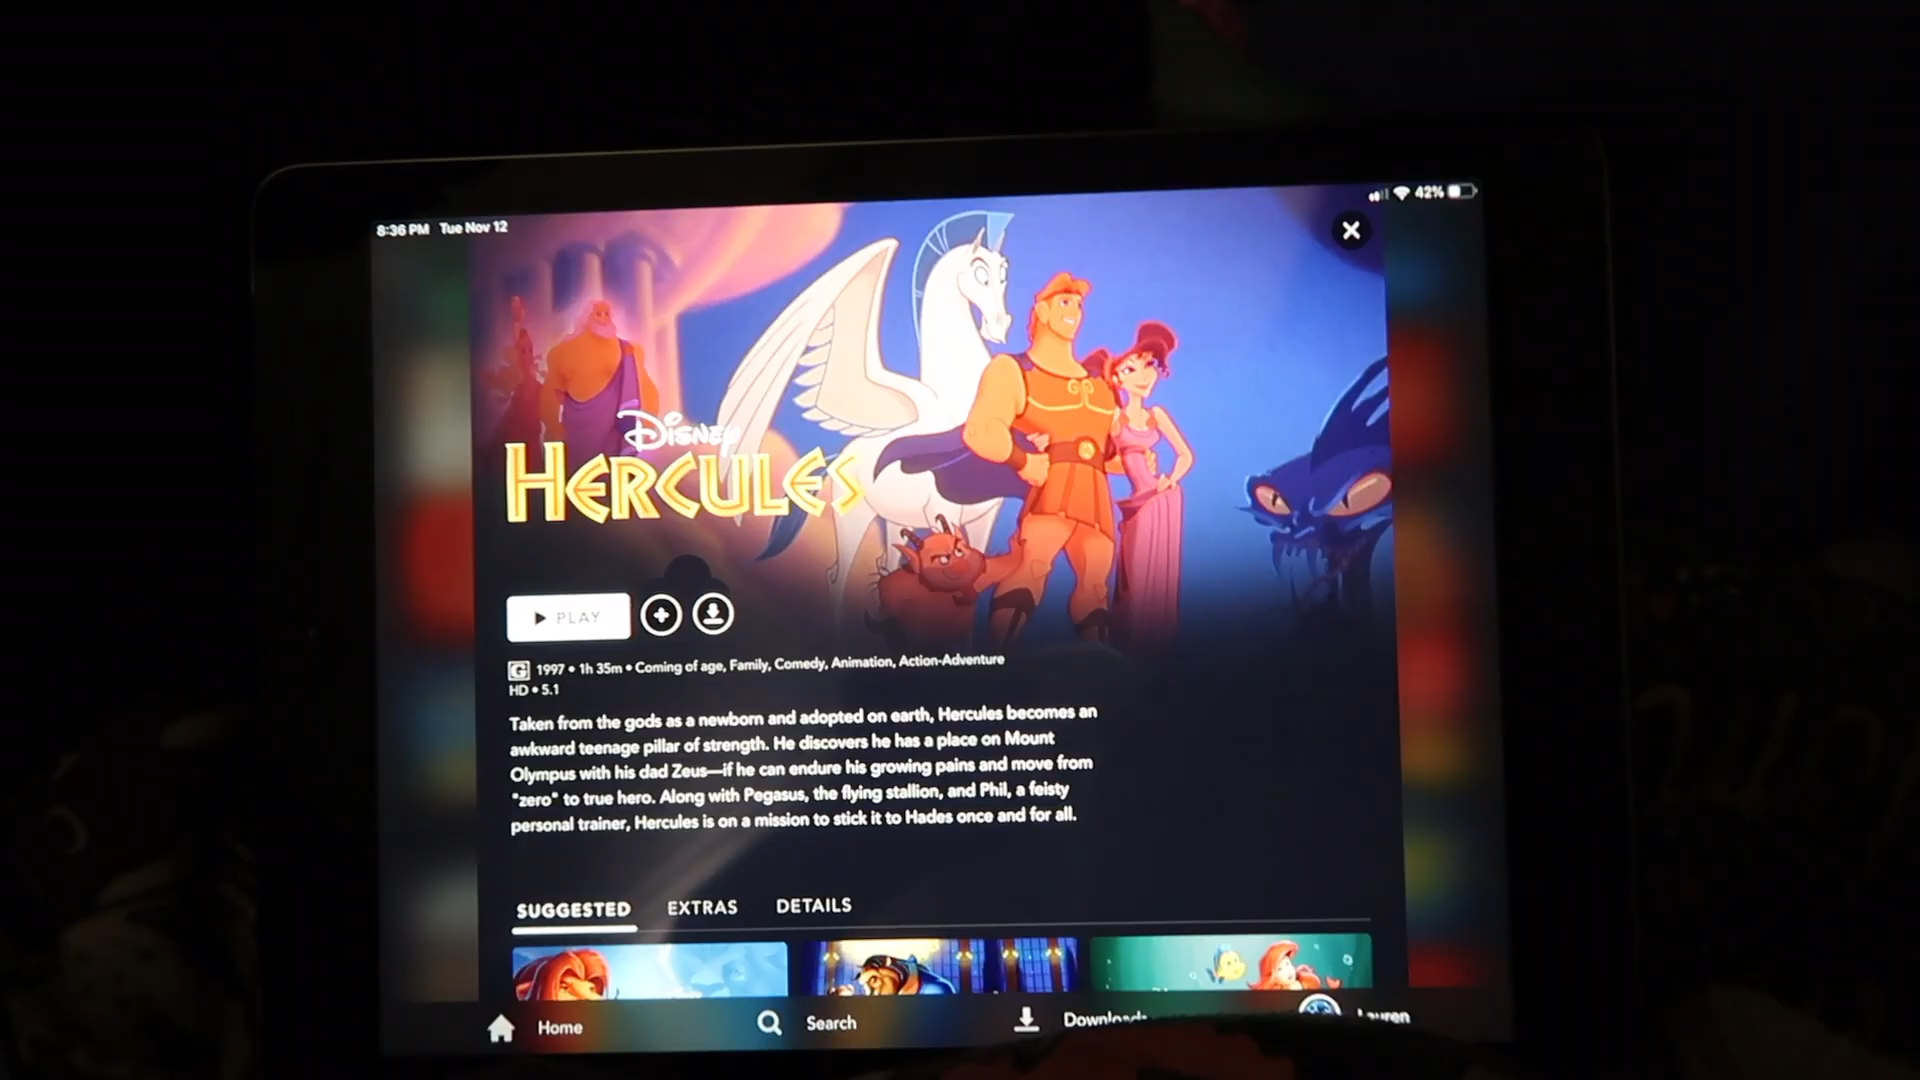 8:36 PM Tue Nov 12
42%
Disney
HERCULES
PLAY
G 1997 • 1h 35m • Coming of age, Family, Comedy, Animation, Action-Adventure
HD • 5.1
Taken from the gods as a newborn and adopted on earth, Hercules becomes an
awkward teenage pillar of strength. He discovers he has a place on Mount
Olympus with his dad Zeus—if he can endure his growing pains and move from
"zero" to true hero. Along with Pegasus, the flying stallion, and Phil, a feisty
personal trainer, Hercules is on a mission to stick it to Hades once and for all.
SUGGESTED EXTRAS DETAILS
Home Search Downloads Lauren